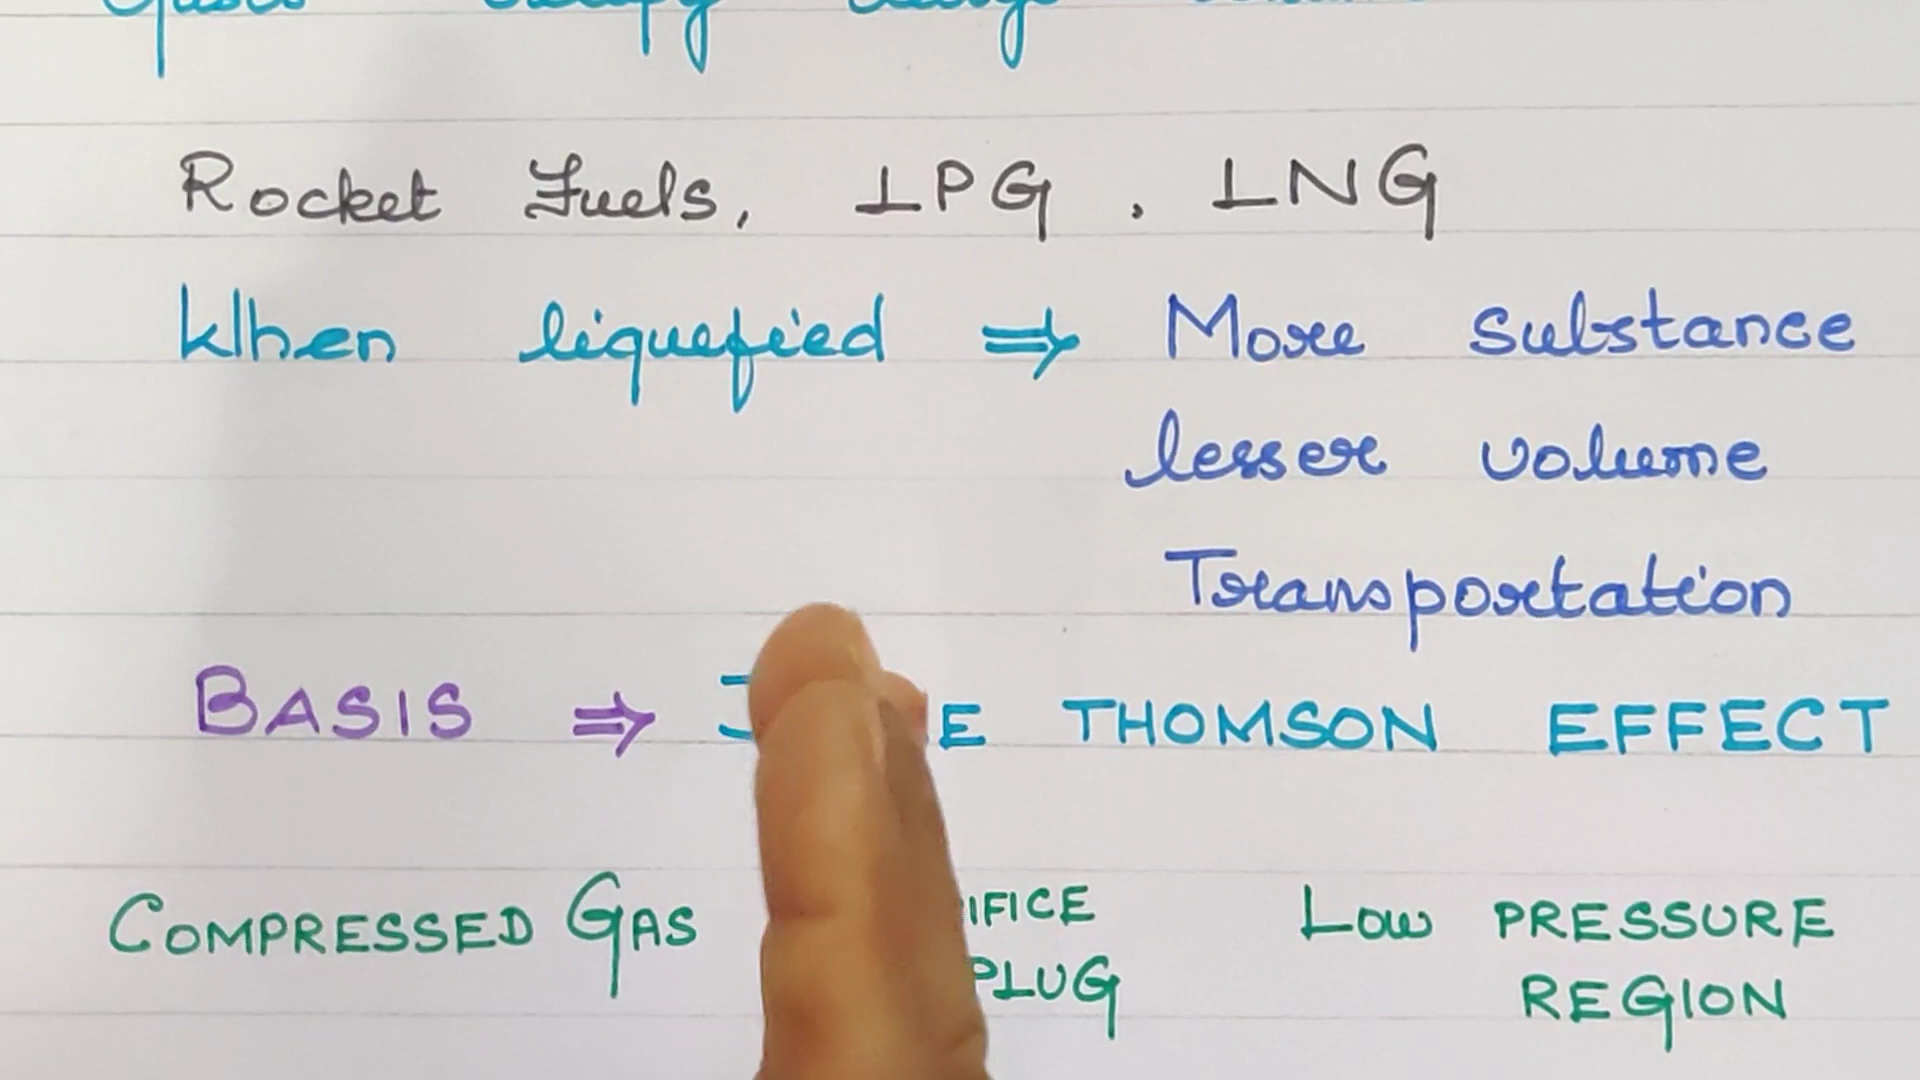 Rocket Fuels, LPG, LNG
When liquefied ⇒ More substance
lesser volume
Transportation
BASIS ⇒ THOMSON EFFECT
COMPRESSED GAS PLUG LOW PRESSURE
REGION